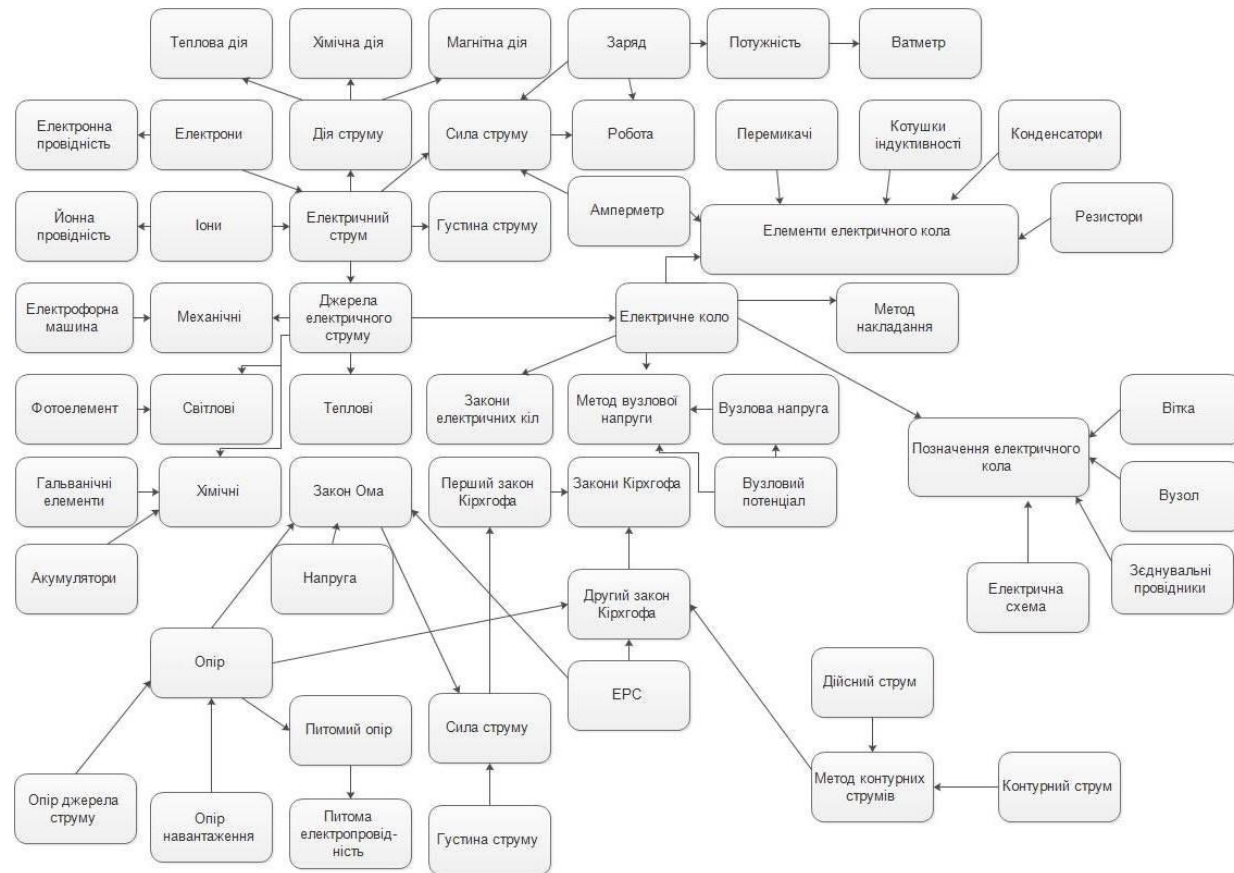 Теплова дія
Хімічна дія
Магнітна дія
Заряд
Потужність
Ватметр
Електронна
провідність
Електрони
Дія струму
Сила струму
Робота
Перемикачі
Котушки
індуктивності
Конденсатори
Йонна
провідність
Іони
Електричний
струм
Густина струму
Амперметр
Елементи електричного кола
Резистори
Електрофорна
машина
Механічні
Джерела
електричного
струму
Електричне коло
Метод
накладання
Фотоелемент
Світлові
Теплові
Закони
електричних кіл
Метод вузлової
напруги
Вузлова напруга
Позначення електричного
кола
Вітка
Гальванічні
елементи
Хімічні
Закон Ома
Перший закон
Кірхгофа
Закони Кірхгофа
Вузловий
потенціал
Вузол
Акумулятори
Напруга
Другий закон
Кірхгофа
Електрична
схема
Зєднувальні
провідники
Опір
ЕРС
Дійсний струм
Питомий опір
Сила струму
Опір джерела
струму
Опір
навантаження
Питома
електропровід-
ність
Густина струму
Метод контурних
струмів
Контурний струм